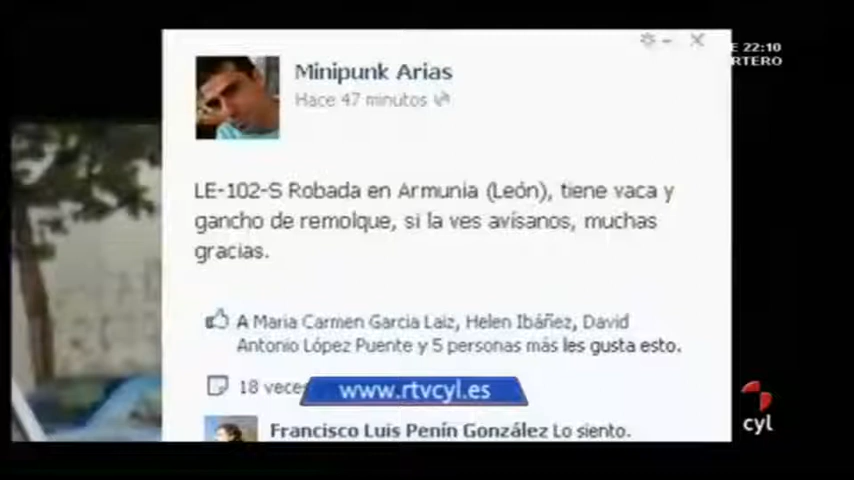 E 22:10
RTERO
Minipunk Arias
Hace 47 minutos
LE-102-S Robada en Armunia (León), tiene vaca y
gancho de remolque, si la ves avísanos, muchas
gracias.
A Maria Carmen Garcia Laiz, Helen Ibáñez, David
Antonio López Puente y 5 personas más les gusta esto.
18 veces
www.rtvcyl.es
Francisco Luis Penín González Lo siento.
cyl